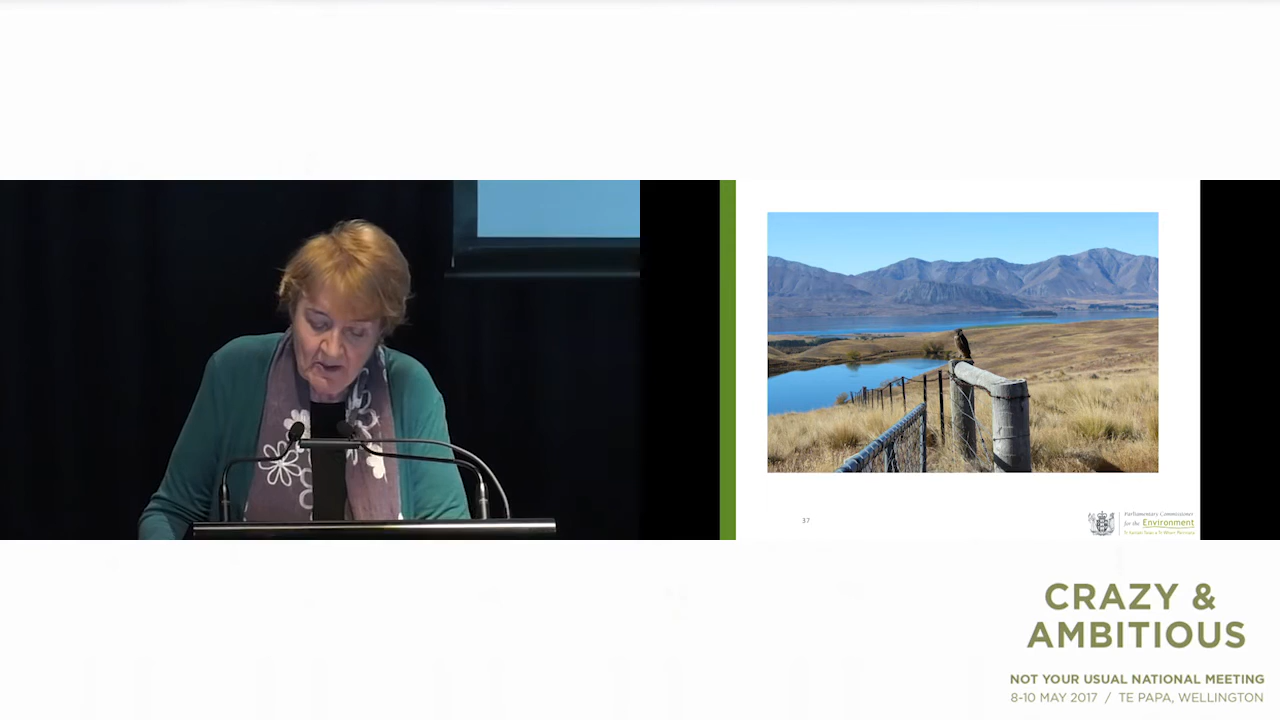 37
Parliamentary Commissioner
for the Environment
CRAZY &
AMBITIOUS
NOT YOUR USUAL NATIONAL MEETING
8-10 MAY 2017 / TE PAPA, WELLINGTON